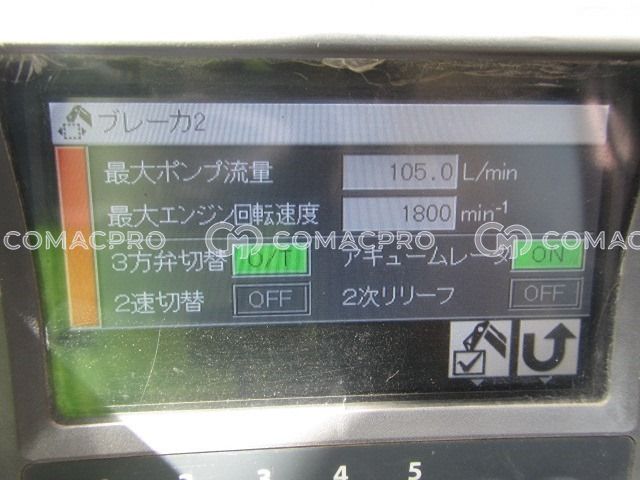 ブレーカ2
最大ポンプ流量 105.0 L/min
最大エンジン回転速度 1800 min-1
COMACPRO COMACPRO COMACPRO
3方弁切替 O/T アキュームレータ ON
2速切替 OFF 2次リリーフ OFF
2 3 4 5